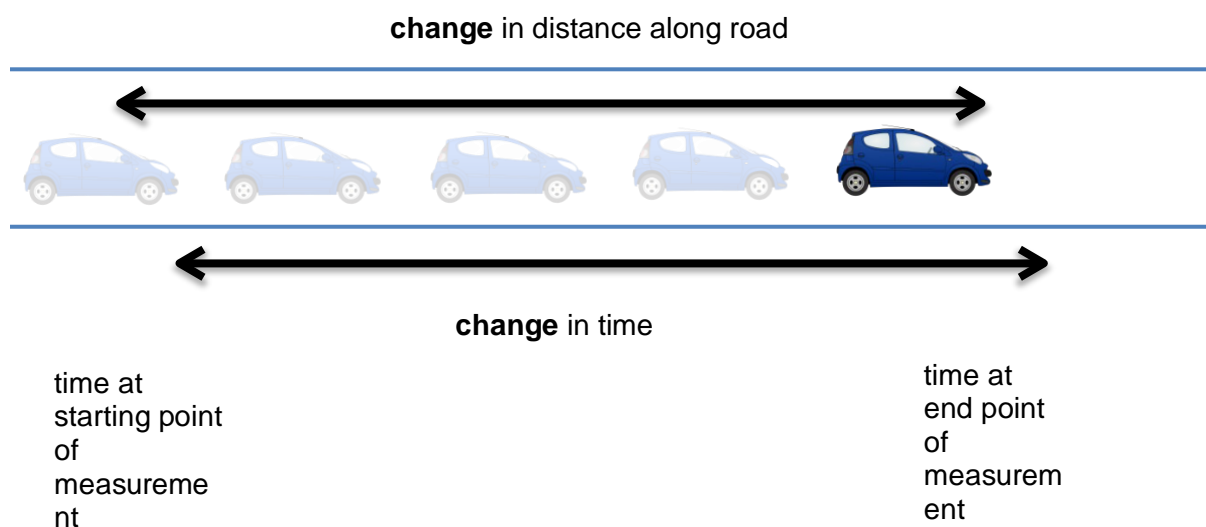 change in distance along road
change in time
time at
starting point
of
measureme
nt
time at
end point
of
measurem
ent